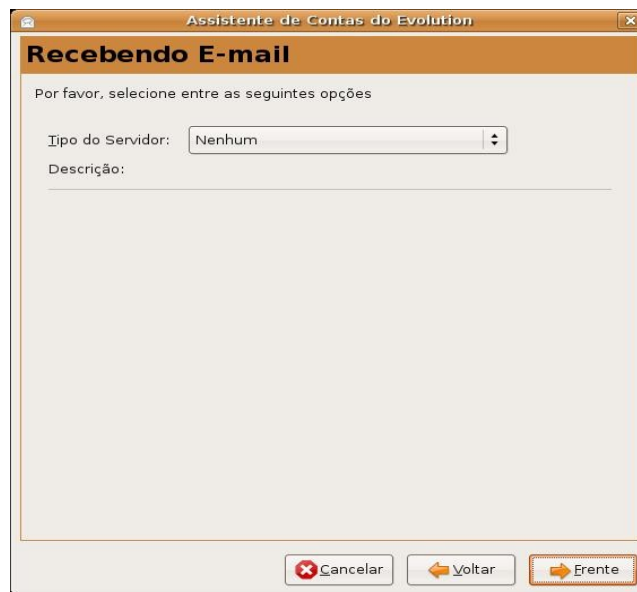 Assistente de Contas do Evolution
Recebendo E-mail
Por favor, selecione entre as seguintes opções
Tipo do Servidor: Nenhum
Descrição:
Cancelar Voltar Frente